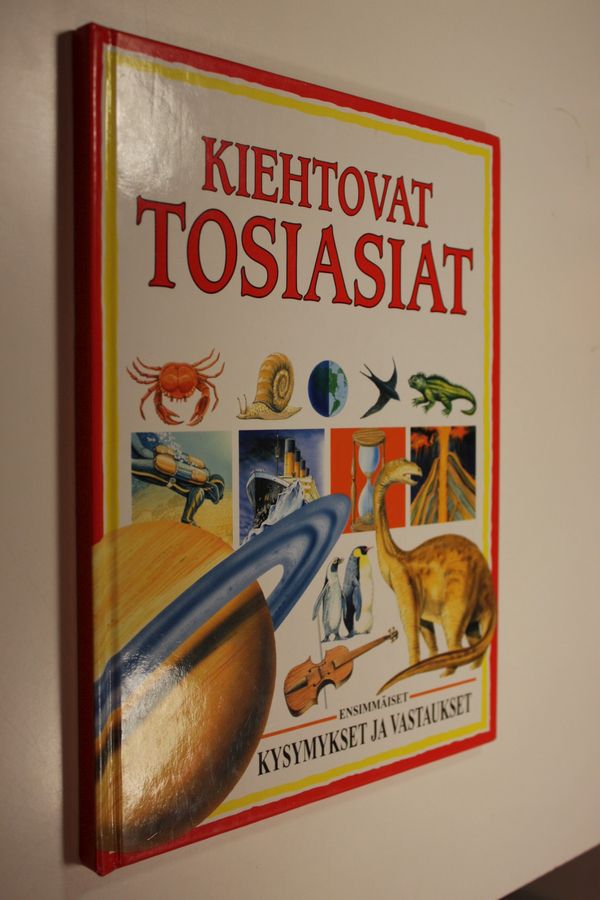 KIEHTOVAT
TOSIASIAT
ENSIMMÄISET
KYSYMYKSET JA VASTAUKSET